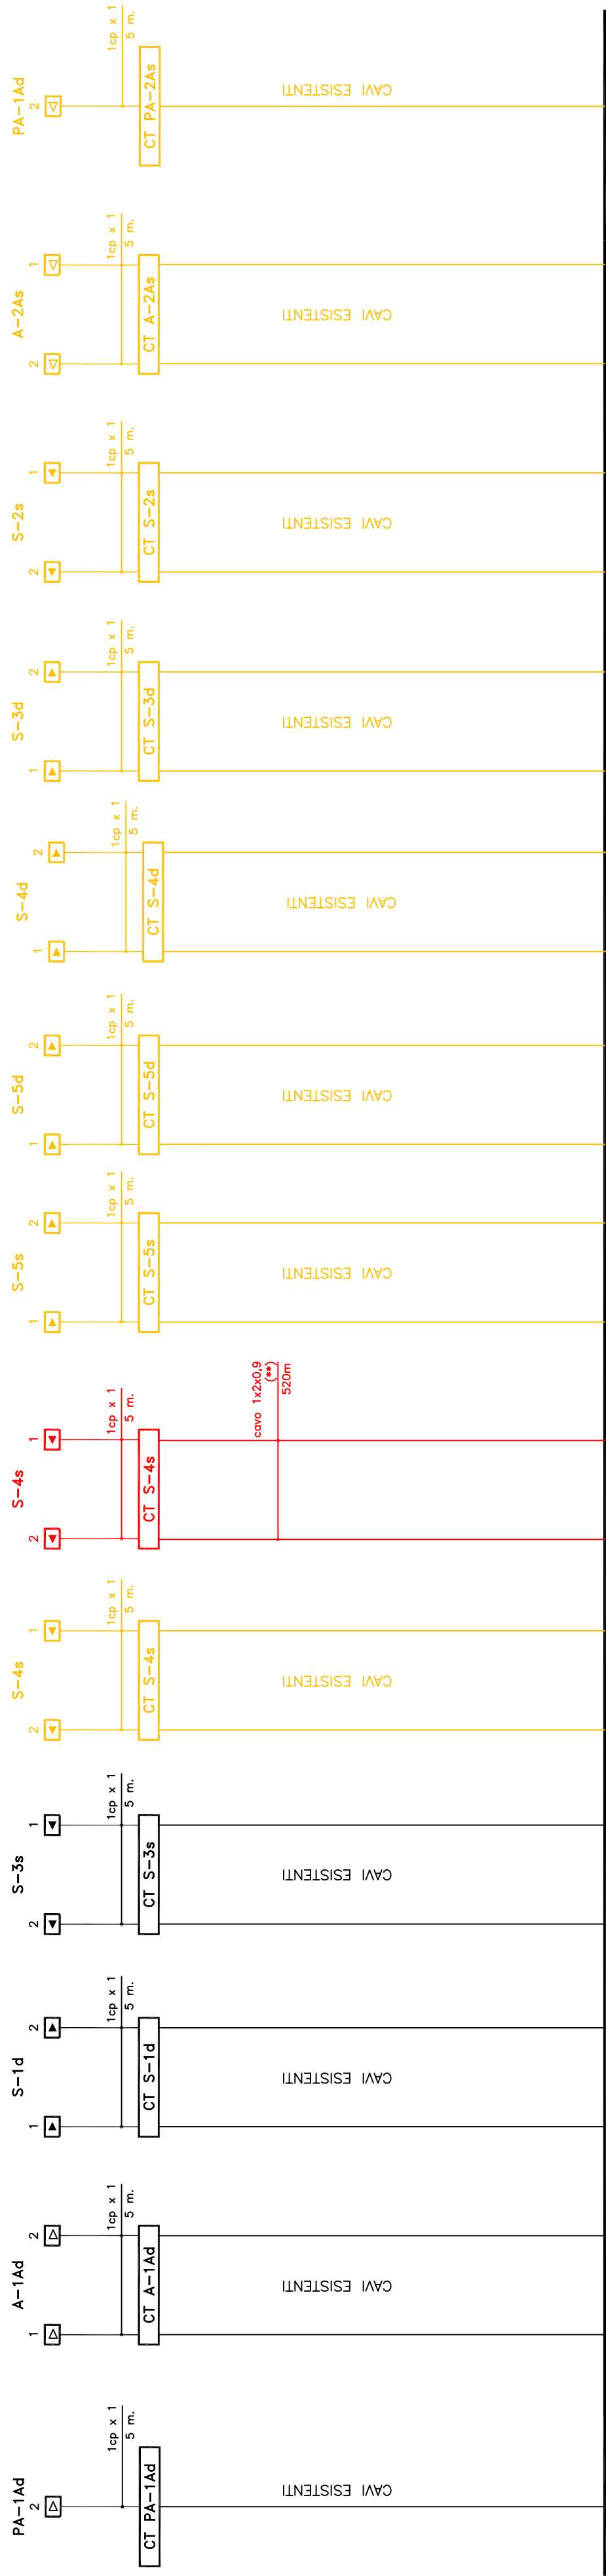 PA-1Ad
2
1cp x 1
5 m.
CT PA-2As
CAVI ESISTENTI
A-2As
2
1
1cp x 1
5 m.
CT A-2As
CAVI ESISTENTI
S-2s
2
1
1cp x 1
5 m.
CT S-2s
CAVI ESISTENTI
S-3d
1
2
1cp x 1
5 m.
CT S-3d
CAVI ESISTENTI
S-4d
1
2
1cp x 1
5 m.
CT S-4d
CAVI ESISTENTI
S-5d
1
2
1cp x 1
5 m.
CT S-5d
CAVI ESISTENTI
S-5s
1
2
1cp x 1
5 m.
CT S-5s
CAVI ESISTENTI
S-4s
2
1
1cp x 1
5 m.
CT S-4s
cavo 1x2x0,9
(**)
520m
S-4s
2
1
1cp x 1
5 m.
CT S-4s
CAVI ESISTENTI
S-3s
2
1
1cp x 1
5 m.
CT S-3s
CAVI ESISTENTI
S-1d
1
2
1cp x 1
5 m.
CT S-1d
CAVI ESISTENTI
A-1Ad
1
2
1cp x 1
5 m.
CT A-1Ad
CAVI ESISTENTI
PA-1Ad
2
1cp x 1
5 m.
CT PA-1Ad
CAVI ESISTENTI